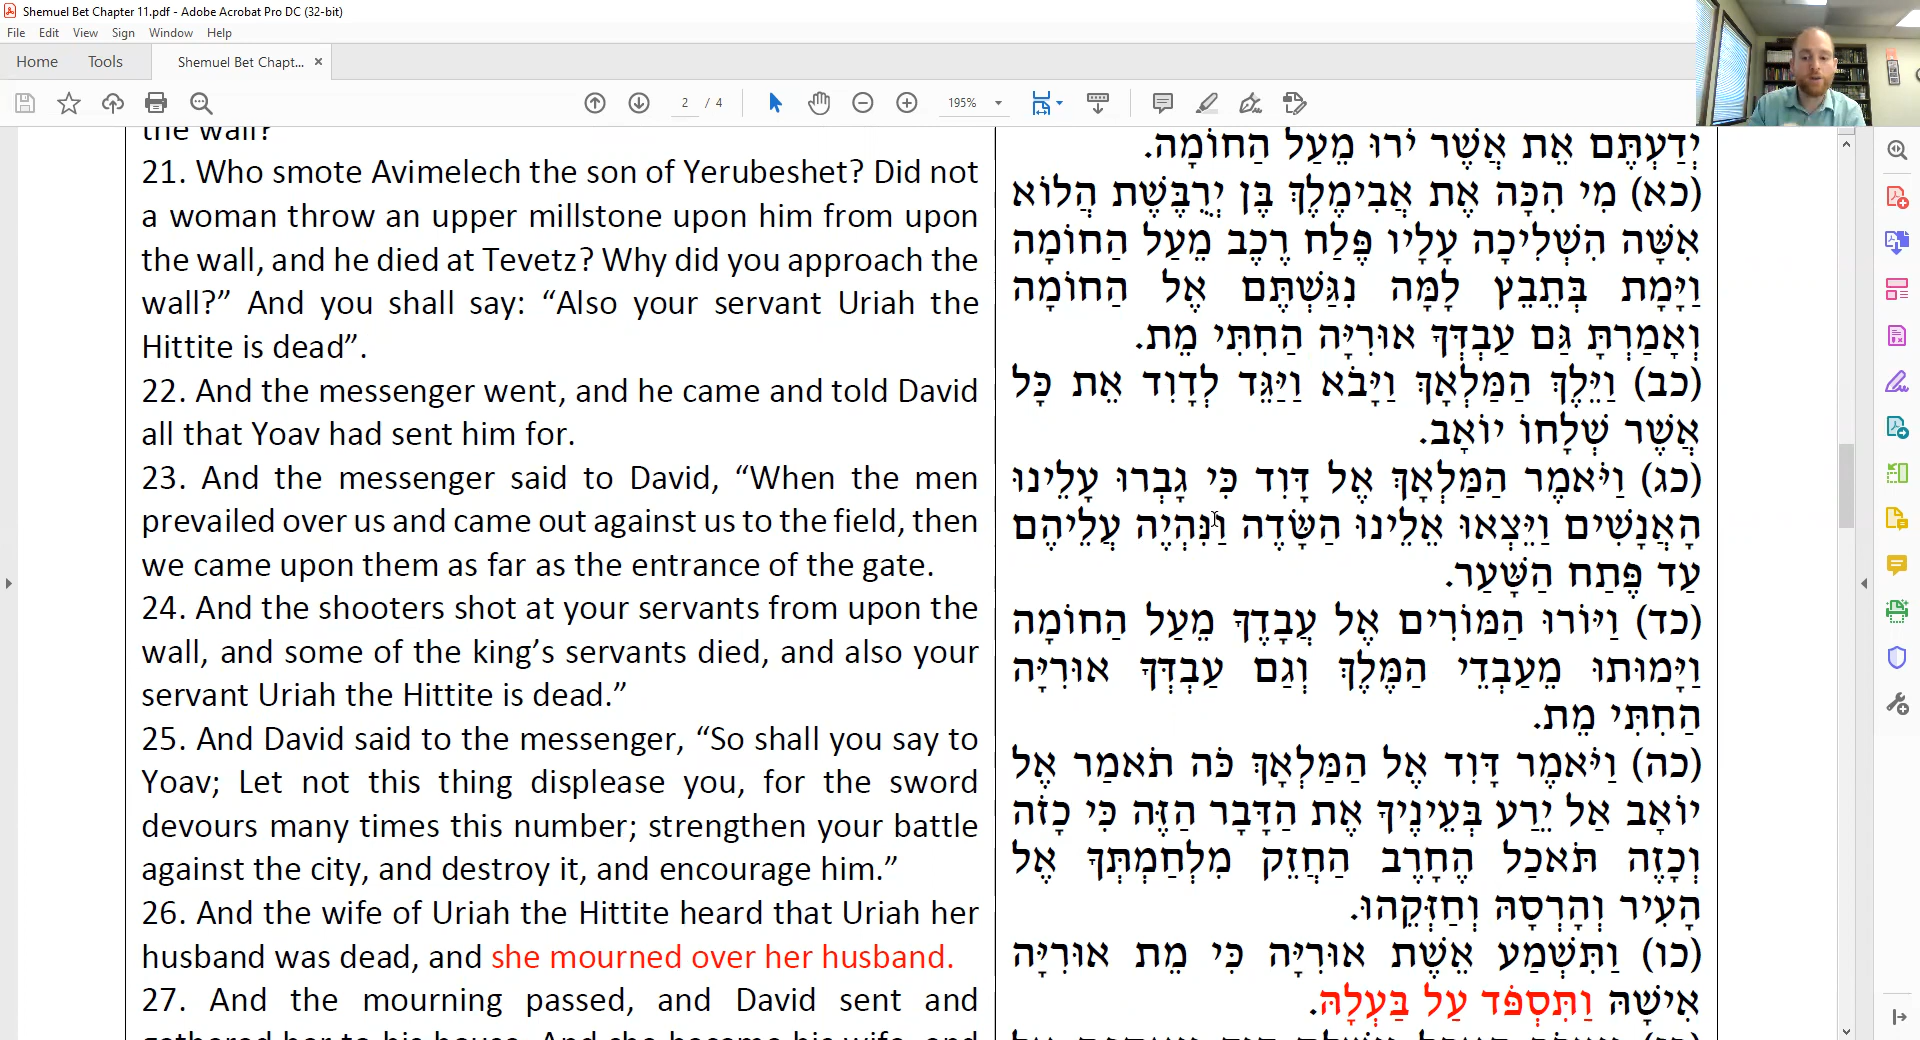 Shemuel Bet Chapter 11.pdf - Adobe Acrobat Pro DC (32-bit)
File Edit View Sign Window Help
Home Tools Shemuel Bet Chapt... ×
2 / 4 195%
the wall?
21. Who smote Avimelech the son of Yerubeshet? Did not
a woman throw an upper millstone upon him from upon
the wall, and he died at Tevetz? Why did you approach the
wall?” And you shall say: “Also your servant Uriah the
Hittite is dead”.
22. And the messenger went, and he came and told David
all that Yoav had sent him for.
23. And the messenger said to David, “When the men
prevailed over us and came out against us to the field, then
we came upon them as far as the entrance of the gate.
24. And the shooters shot at your servants from upon the
wall, and some of the king’s servants died, and also your
servant Uriah the Hittite is dead.”
25. And David said to the messenger, “So shall you say to
Yoav; Let not this thing displease you, for the sword
devours many times this number; strengthen your battle
against the city, and destroy it, and encourage him.”
26. And the wife of Uriah the Hittite heard that Uriah her
husband was dead, and she mourned over her husband.
27. And the mourning passed, and David sent and
gathered her to his house. And she became his wife, and
יְדַעְתֶּם אֵת אֲשֶׁר יֹרוּ מֵעַל הַחוֹמָה.
(כא) מִי הִכָּה אֶת אֲבִימֶלֶךְ בֶּן יְרֻבֶּשֶׁת הֲלוֹא
אִשָּׁה הִשְׁלִיכָה עָלָיו פֶּלַח רֶכֶב מֵעַל הַחוֹמָה
וַיָּמָת בְּתֵבֵץ לָמָּה נִגַּשְׁתֶּם אֶל הַחוֹמָה
וְאָמַרְתָּ גַּם עַבְדְּךָ אוּרִיָּה הַחִתִּי מֵת.
(כב) וַיֵּלֶךְ הַמַּלְאָךְ וַיָּבֹא וַיַּגֵּד לְדָוִד אֵת כָּל
אֲשֶׁר שְׁלָחוֹ יוֹאָב.
(כג) וַיֹּאמֶר הַמַּלְאָךְ אֶל דָּוִד כִּי גָבְרוּ עָלֵינוּ
הָאֲנָשִׁים וַיֵּצְאוּ אֵלֵינוּ הַשָּׂדֶה וַנִּהְיֶה עֲלֵיהֶם
עַד פֶּתַח הַשָּׁעַר.
(כד) וַיּוֹרוּ הַמּוֹרִים אֶל עֲבָדֶךָ מֵעַל הַחוֹמָה
וַיָּמוּתוּ מֵעַבְדֵי הַמֶּלֶךְ וְגַם עַבְדְּךָ אוּרִיָּה
הַחִתִּי מֵת.
(כה) וַיֹּאמֶר דָּוִד אֶל הַמַּלְאָךְ כֹּה תֹאמַר אֶל
יוֹאָב אַל יֵרַע בְּעֵינֶיךָ אֶת הַדָּבָר הַזֶּה כִּי כָזֹה
וְכָזֶה תֹּאכַל הֶחָרֶב הַחֲזֵק מִלְחַמְתְּךָ אֶל
הָעִיר וְהָרְסָהּ וְחַזְּקֵהוּ.
(כו) וַתִּשְׁמַע אֵשֶׁת אוּרִיָּה כִּי מֵת אוּרִיָּה
אִישָׁהּ וַתִּסְפֹּד עַל בַּעְלָהּ.